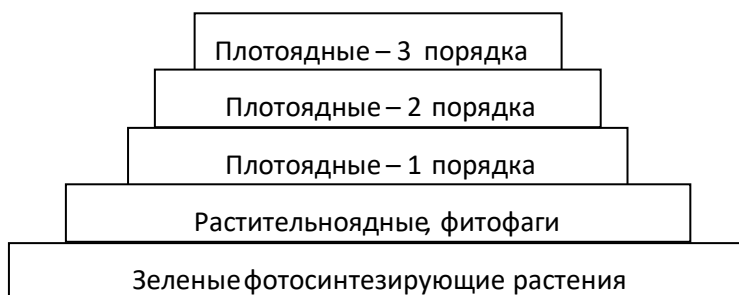 Плотоядные – 3 порядка
Плотоядные – 2 порядка
Плотоядные – 1 порядка
Растительноядные, фитофаги
Зеленые фотосинтезирующие растения